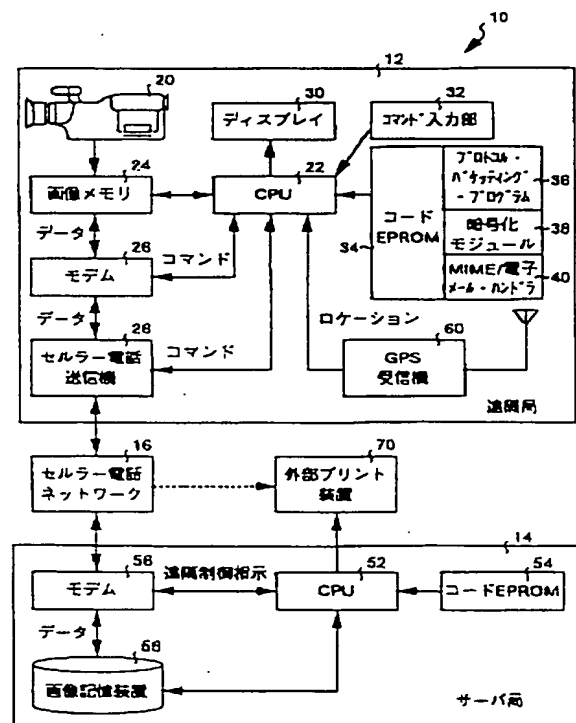 10
12
20
30
ディスプレイ
32
コマンド入力部
24
画像メモリ
22
CPU
34
コード
EPROM
プロトコル・
パケッティング
・プログラム
36
暗号化
モジュール
38
MIME/電子
メール・ハンドラ
40
データ
26
モデム
コマンド
データ
28
セルラー電話
送信機
コマンド
ロケーション
60
GPS
受信機
遠隔局
16
セルラー電話
ネットワーク
70
外部プリント
装置
14
56
モデム
遠隔制御指示
52
CPU
54
コードEPROM
データ
58
画像記憶装置
サーバ局